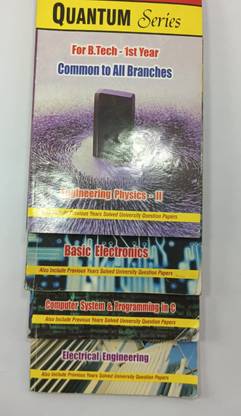 QUANTUM Series
For B.Tech - 1st Year
Common to All Branches
Engineering Physics - II
Include Previous Years Solved University Question Papers
Basic Electronics
Also Include Previous Years Solved University Question Papers
Computer System & Programming in C
Also Include Previous Years Solved University Question Papers
Electrical Engineering
Also Include Previous Years Solved University Question Papers